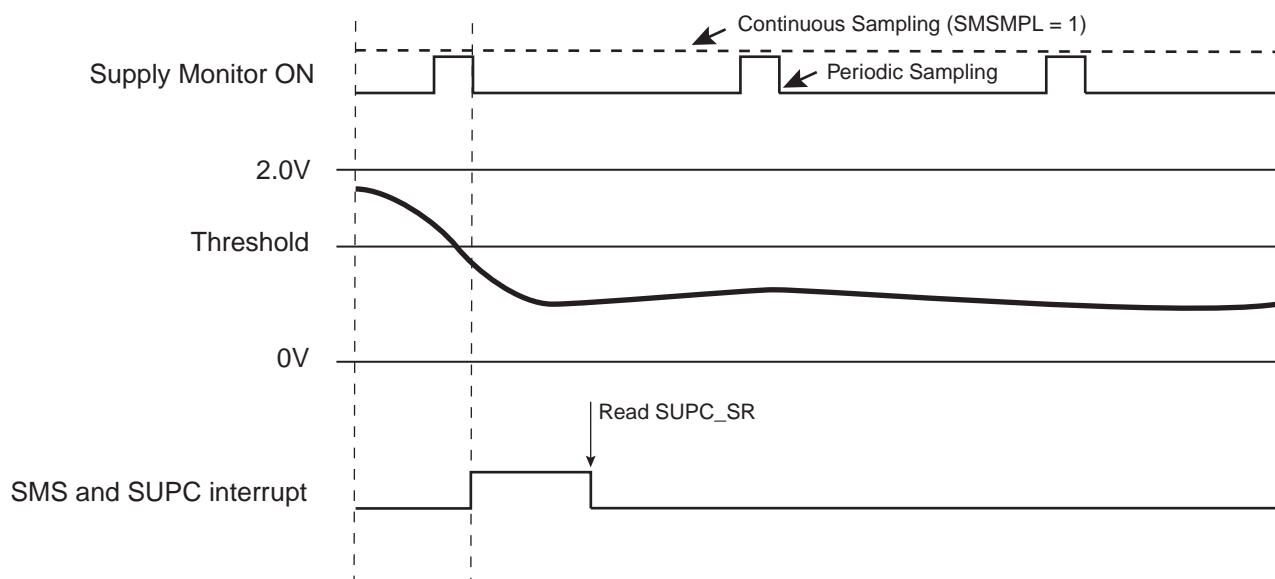 Continuous Sampling (SMSMPL = 1)
Supply Monitor ON
Periodic Sampling
2.0V
Threshold
0V
Read SUPC_SR
SMS and SUPC interrupt